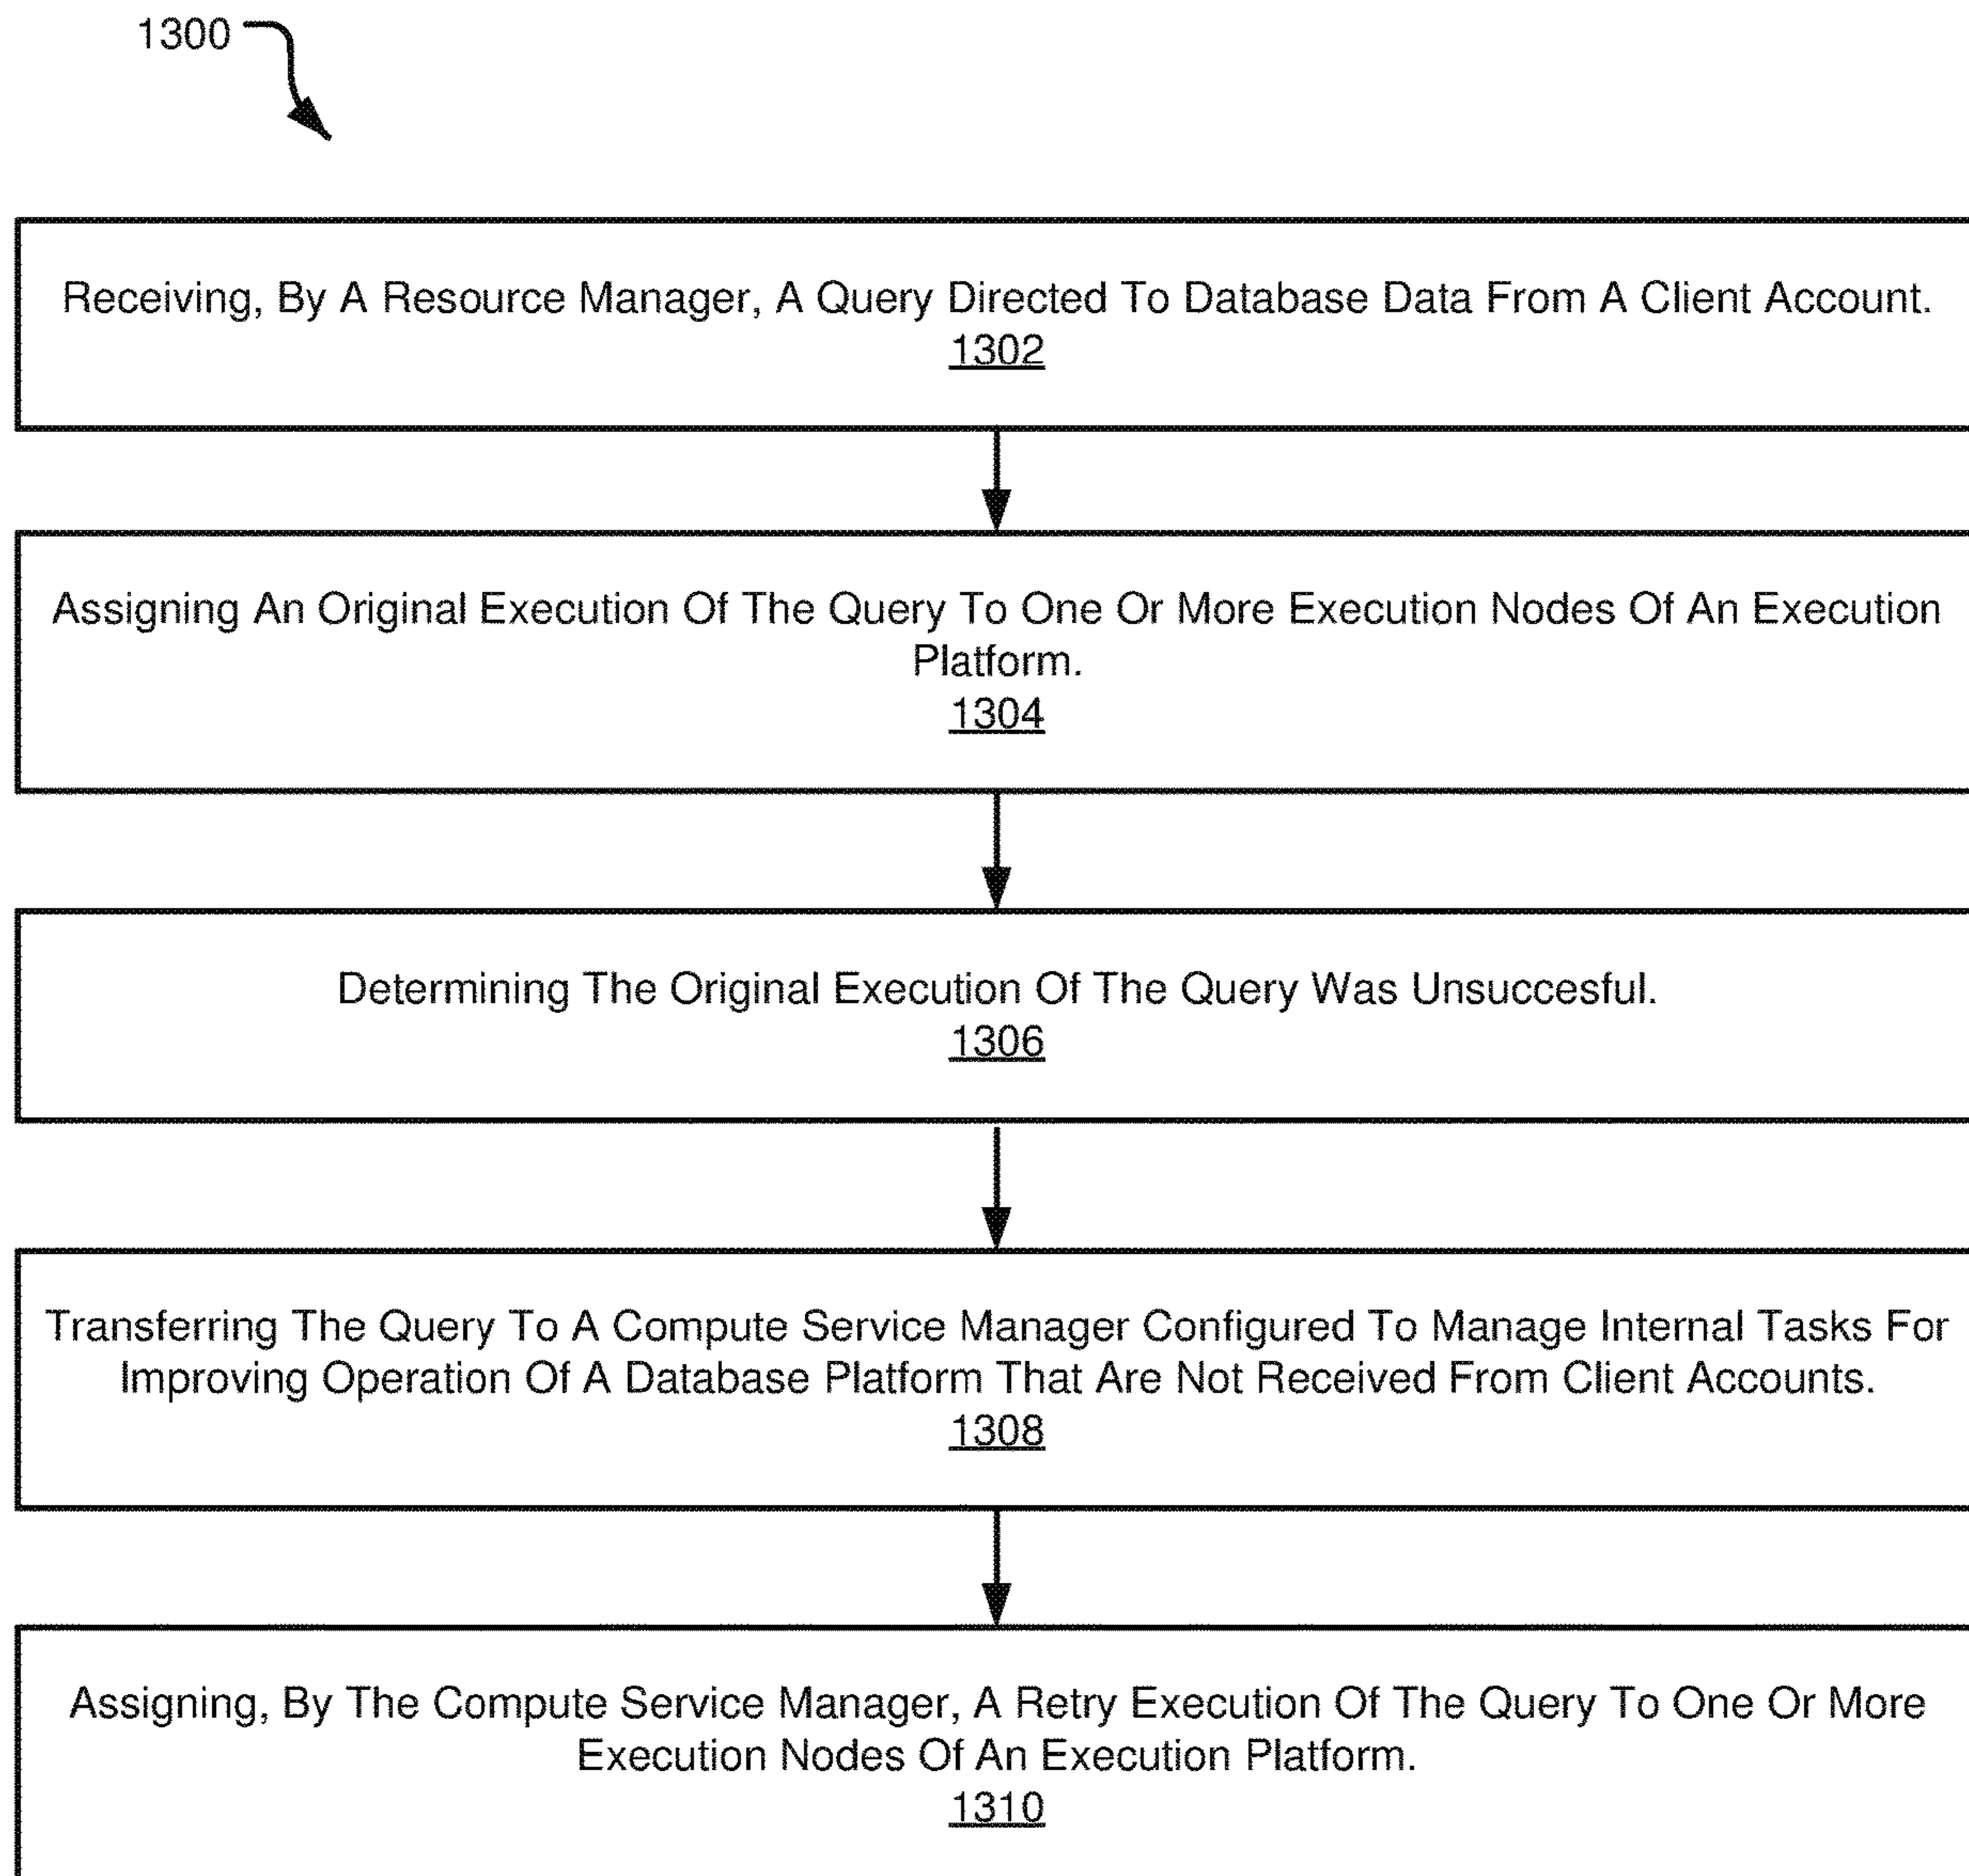 1300
Receiving, By A Resource Manager, A Query Directed To Database Data From A Client Account.
1302
Assigning An Original Execution Of The Query To One Or More Execution Nodes Of An Execution
Platform.
1304
Determining The Original Execution Of The Query Was Unsuccesful.
1306
Transferring The Query To A Compute Service Manager Configured To Manage Internal Tasks For
Improving Operation Of A Database Platform That Are Not Received From Client Accounts.
1308
Assigning, By The Compute Service Manager, A Retry Execution Of The Query To One Or More
Execution Nodes Of An Execution Platform.
1310